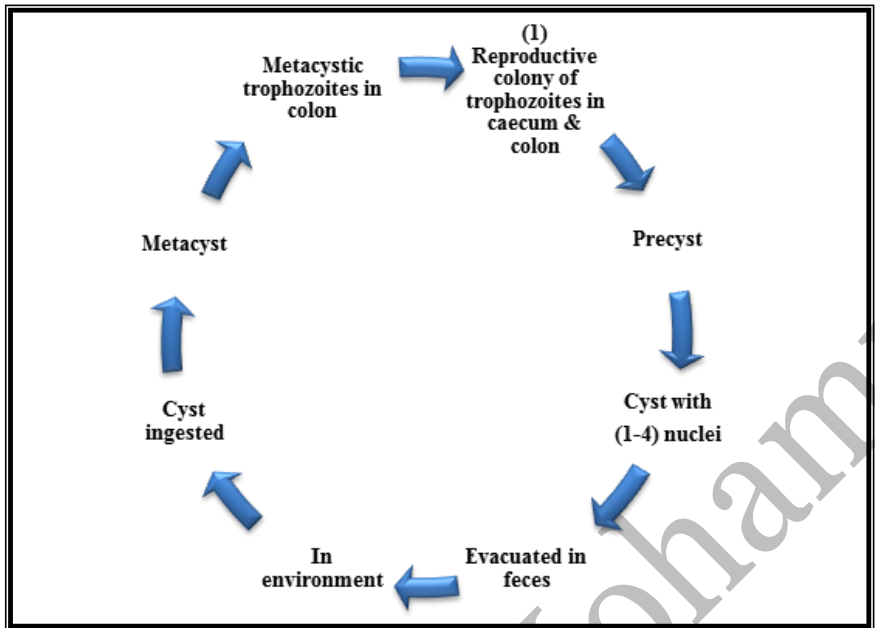 (1)
Reproductive
colony of
trophozoites in
caecum &
colon
Precyst
Cyst with
(1-4) nuclei
Evacuated in
feces
In
environment
Cyst
ingested
Metacyst
Metacystic
trophozoites in
colon